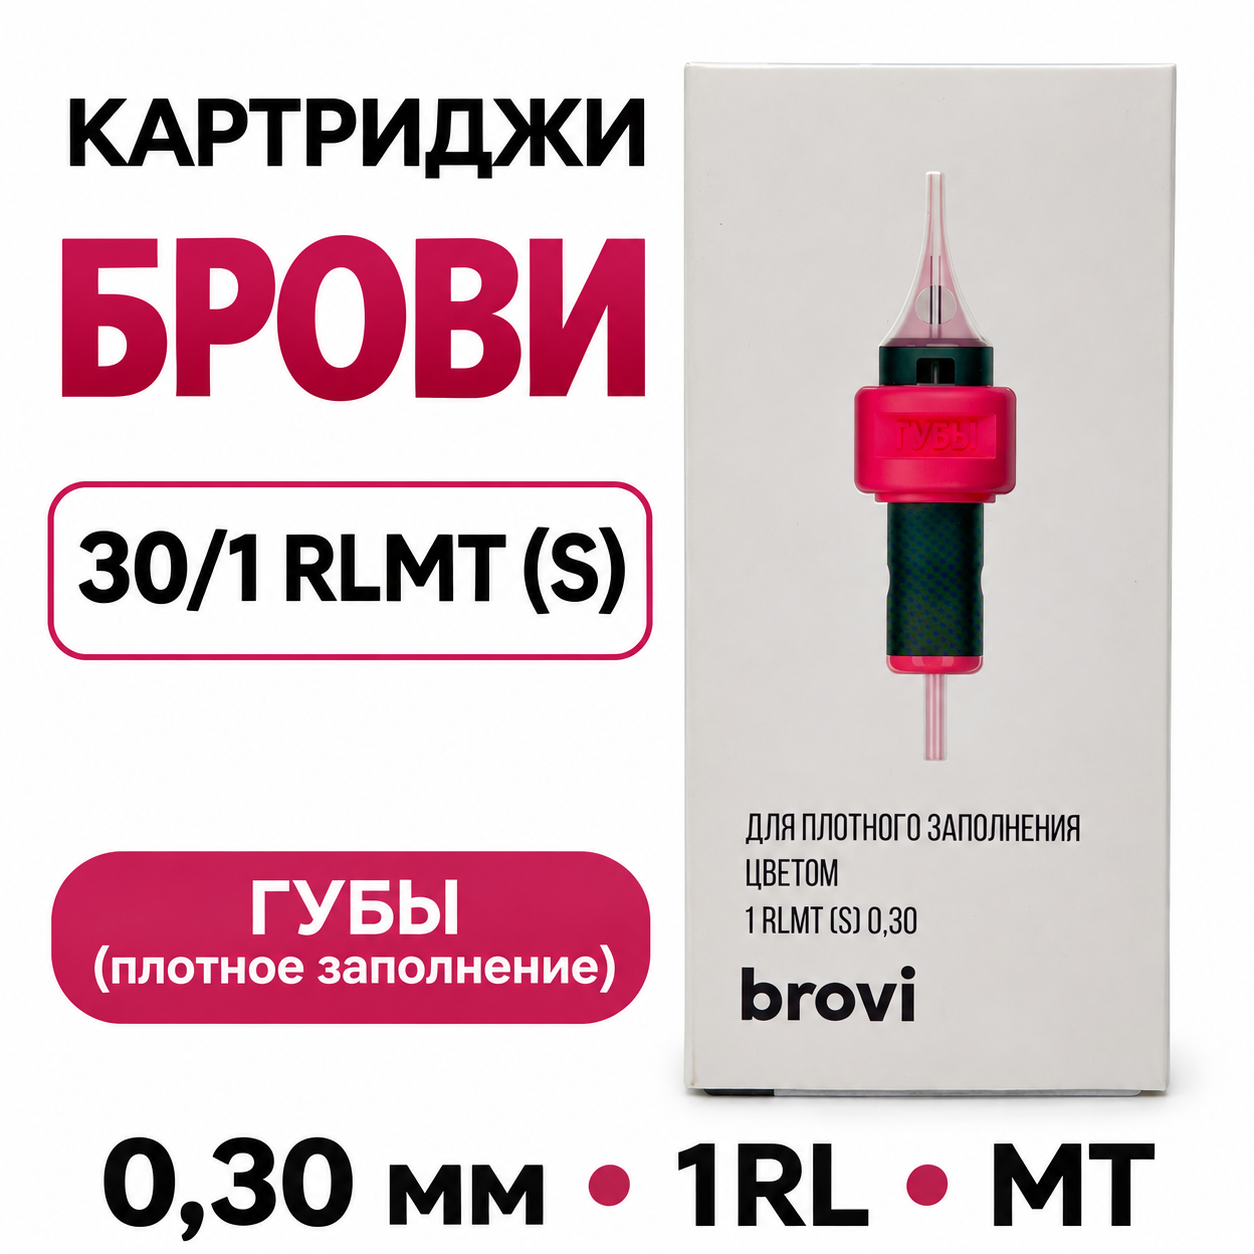 КАРТРИДЖИ
БРОВИ
30/1 RLMT (S)
ГУБЫ
(плотное заполнение)
ГУБЫ
ДЛЯ ПЛОТНОГО ЗАПОЛНЕНИЯ
ЦВЕТОМ
1 RLMT (S) 0,30
brovi
0,30 мм • 1RL • МТ